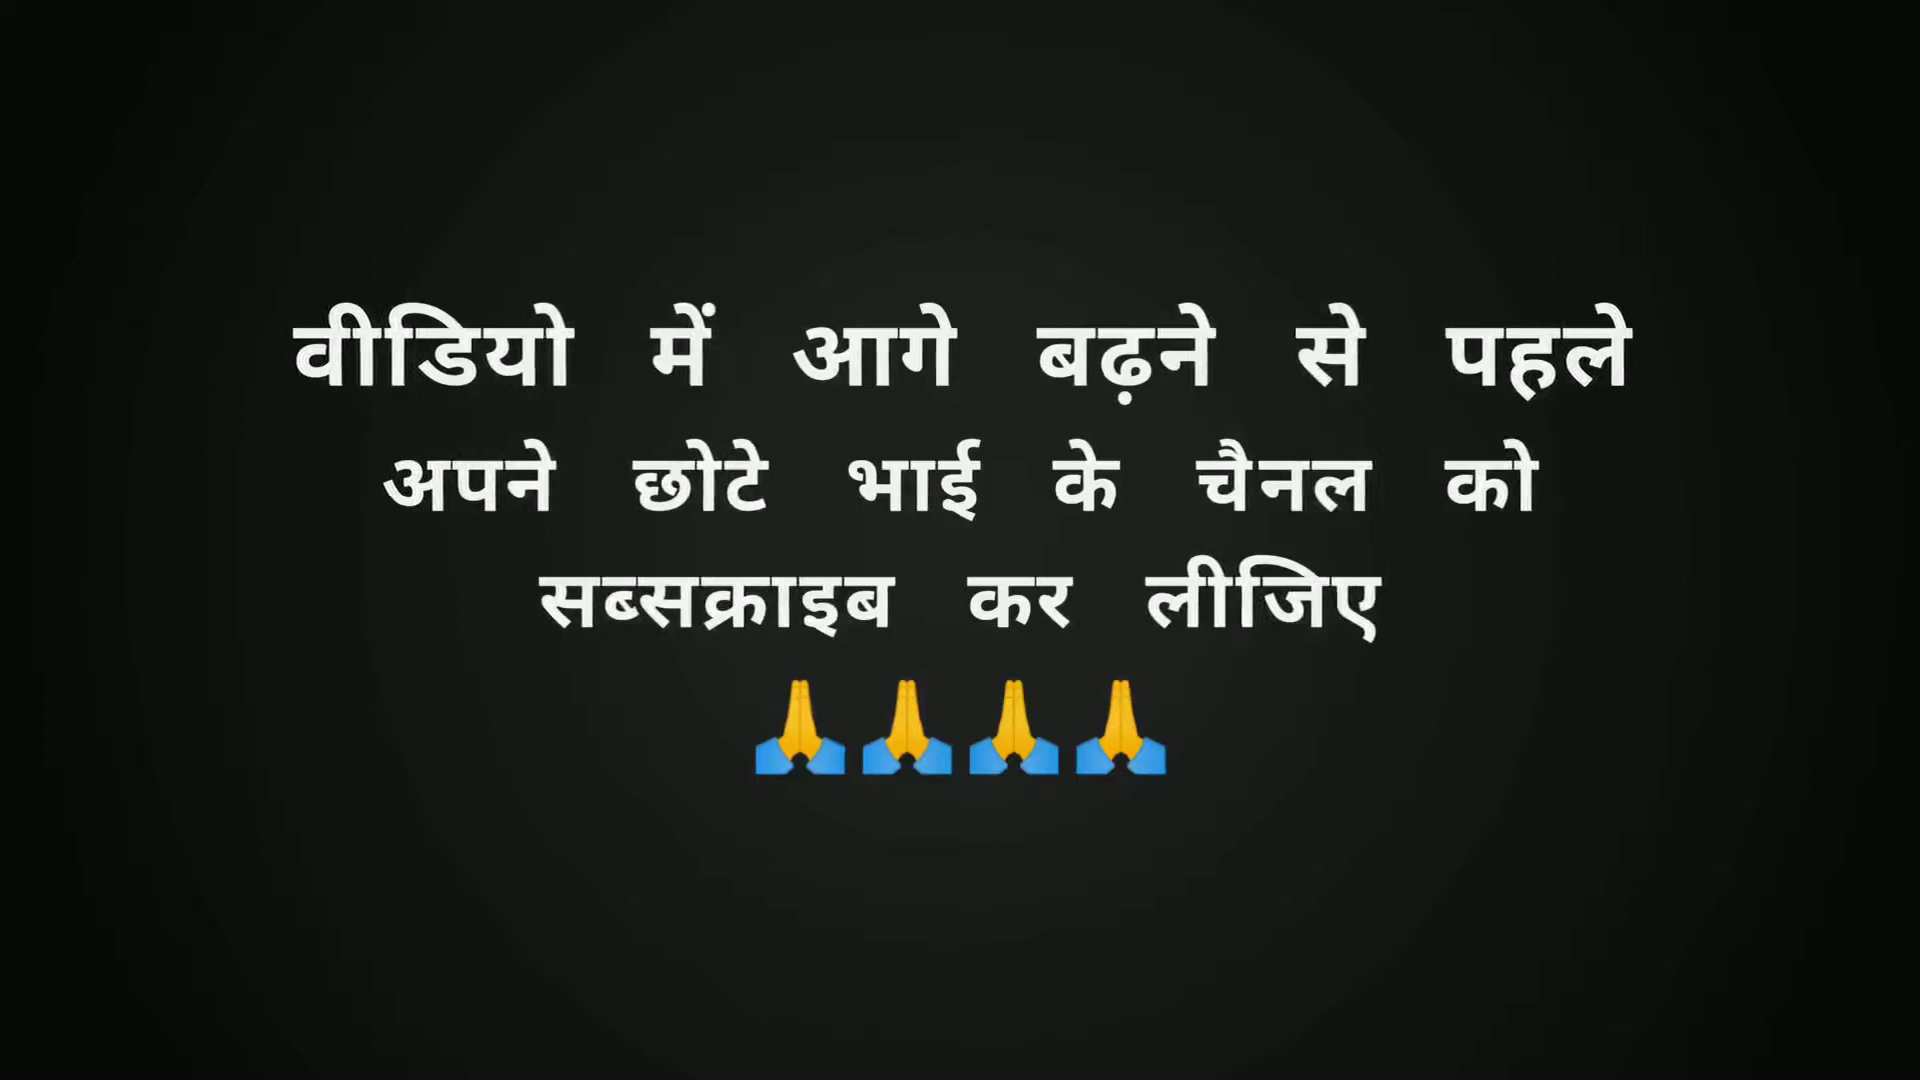 वीडियो में आगे बढ़ने से पहले
अपने छोटे भाई के चैनल को
सब्सक्राइब कर लीजिए
🙏🙏🙏🙏